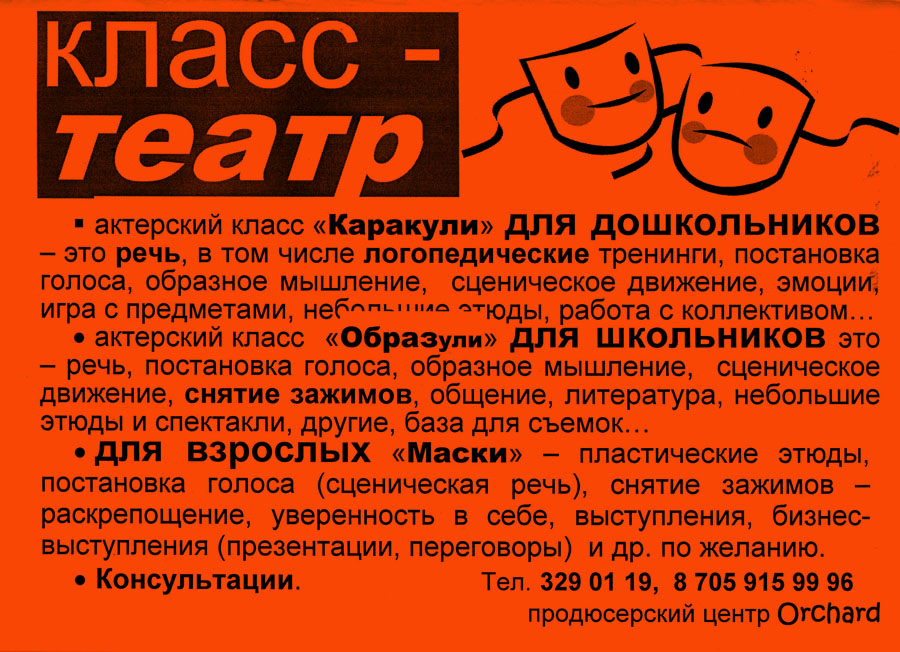 класс -
театр
▪ актерский класс «Каракули» ДЛЯ ДОШКОЛЬНИКОВ
– это речь, в том числе логопедические тренинги, постановка
голоса, образное мышление, сценическое движение, эмоции,
игра с предметами, небольшие этюды, работа с коллективом…
• актерский класс «Образули» ДЛЯ ШКОЛЬНИКОВ это
– речь, постановка голоса, образное мышление, сценическое
движение, снятие зажимов, общение, литература, небольшие
этюды и спектакли, другие, база для съемок…
• ДЛЯ ВЗРОСЛЫХ «Маски» – пластические этюды,
постановка голоса (сценическая речь), снятие зажимов –
раскрепощение, уверенность в себе, выступления, бизнес-
выступления (презентации, переговоры) и др. по желанию.
• Консультации. Тел. 329 01 19, 8 705 915 99 96
продюсерский центр Orchard